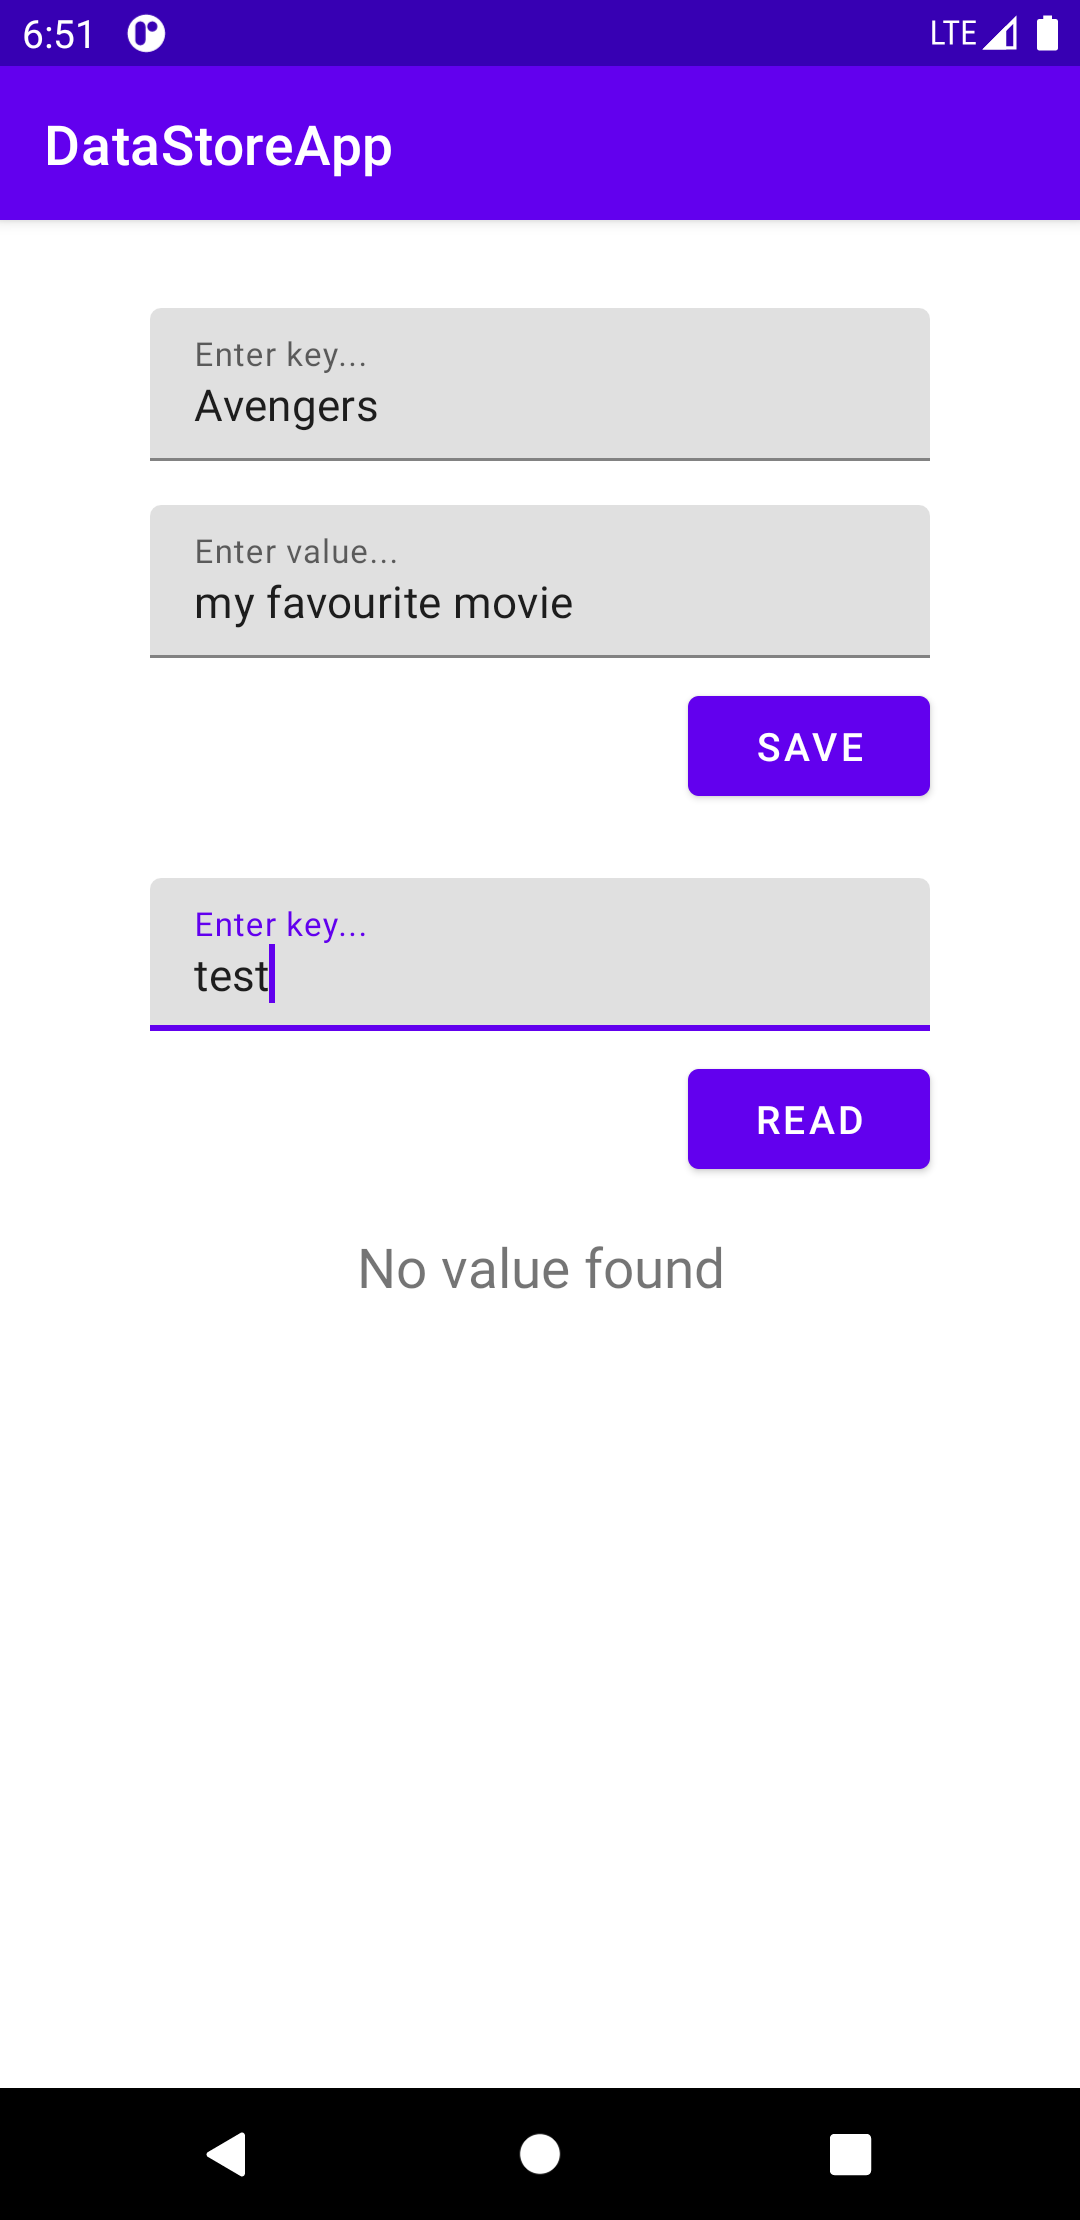 6:51 LTE
DataStoreApp
Enter key...
Avengers
Enter value...
my favourite movie
SAVE
Enter key...
test
READ
No value found